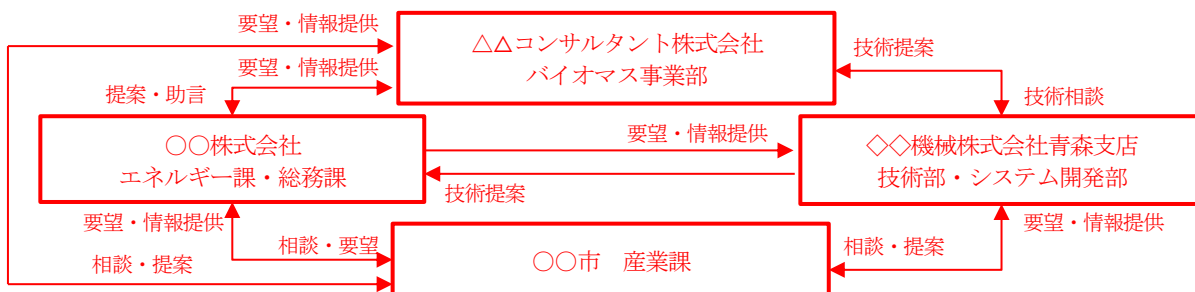 要望・情報提供
△△コンサルタント株式会社
バイオマス事業部
技術提案
要望・情報提供
提案・助言
技術相談
〇〇株式会社
エネルギー課・総務課
要望・情報提供
◇◇機械株式会社青森支店
技術部・システム開発部
技術提案
要望・情報提供
要望・情報提供
相談・要望
相談・提案
〇〇市　産業課
相談・提案